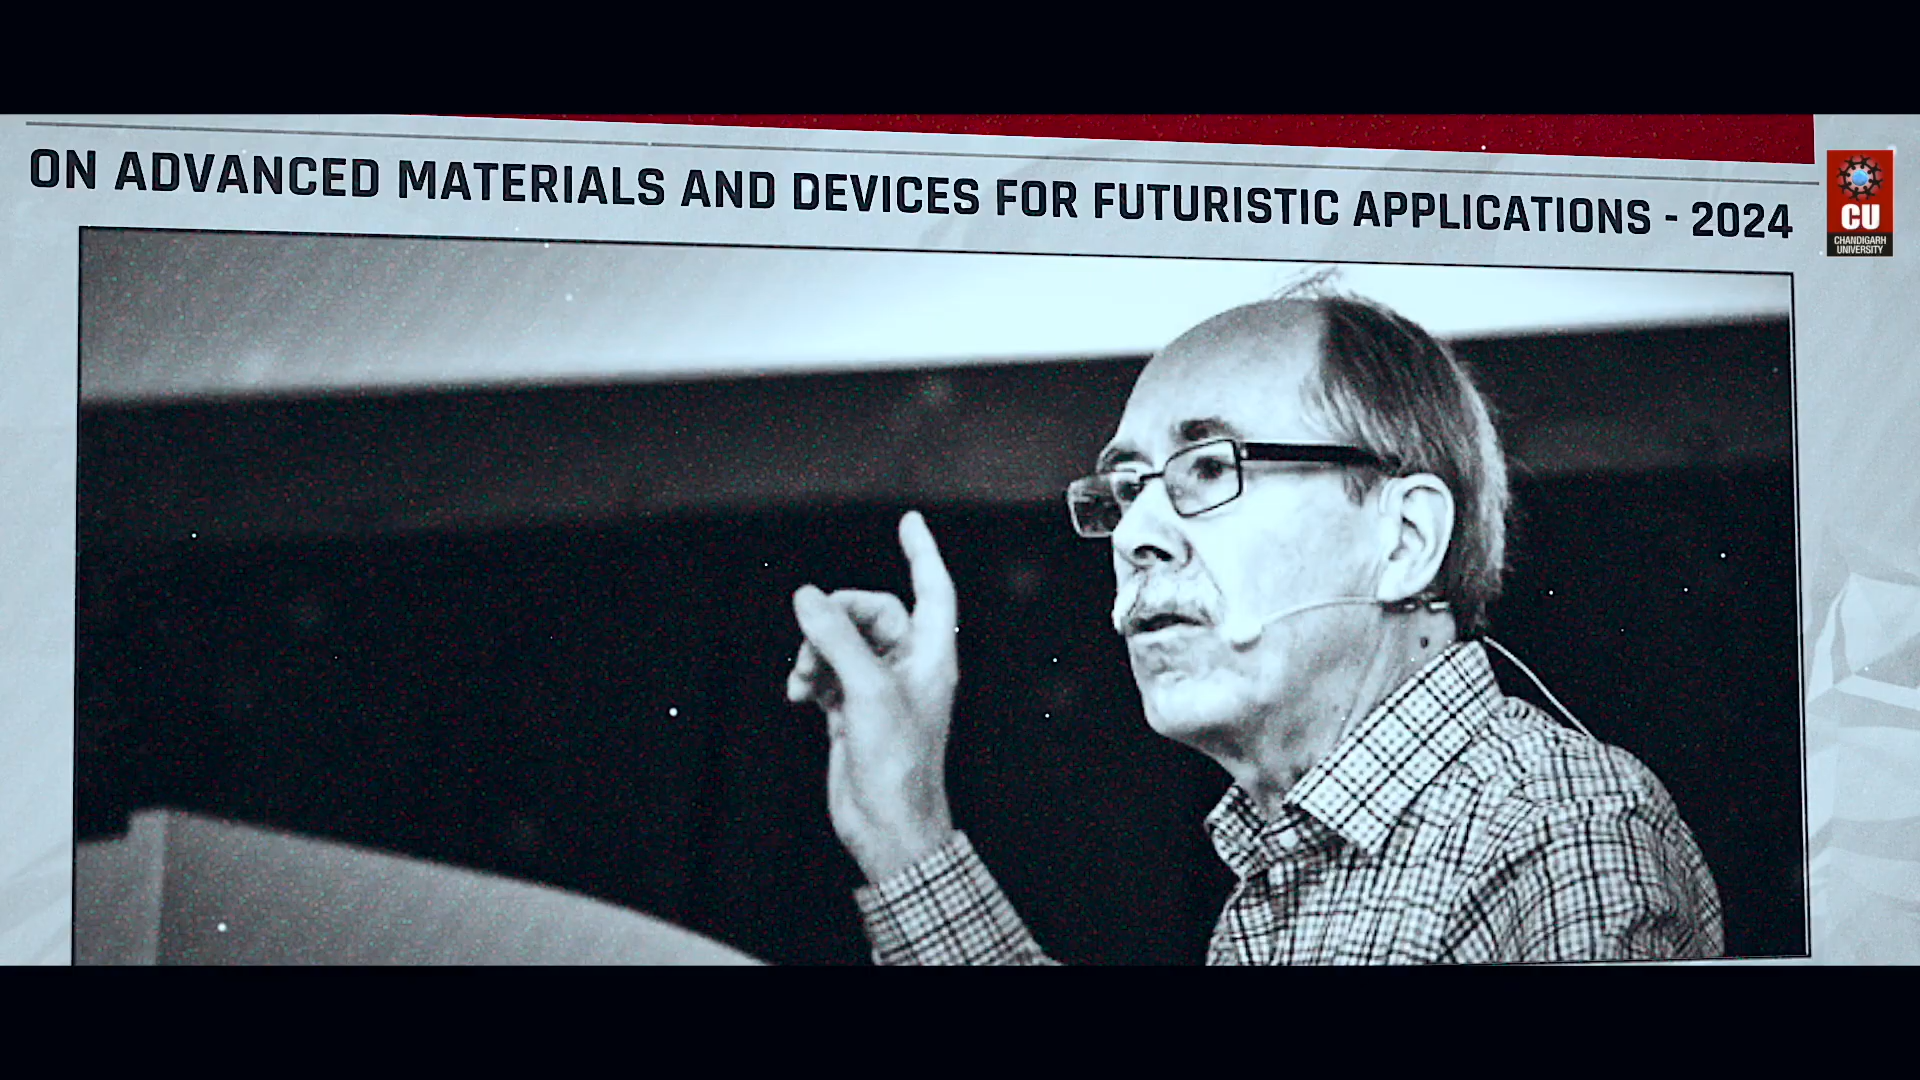 ON ADVANCED MATERIALS AND DEVICES FOR FUTURISTIC APPLICATIONS - 2024
CU
CHANDIGARH
UNIVERSITY